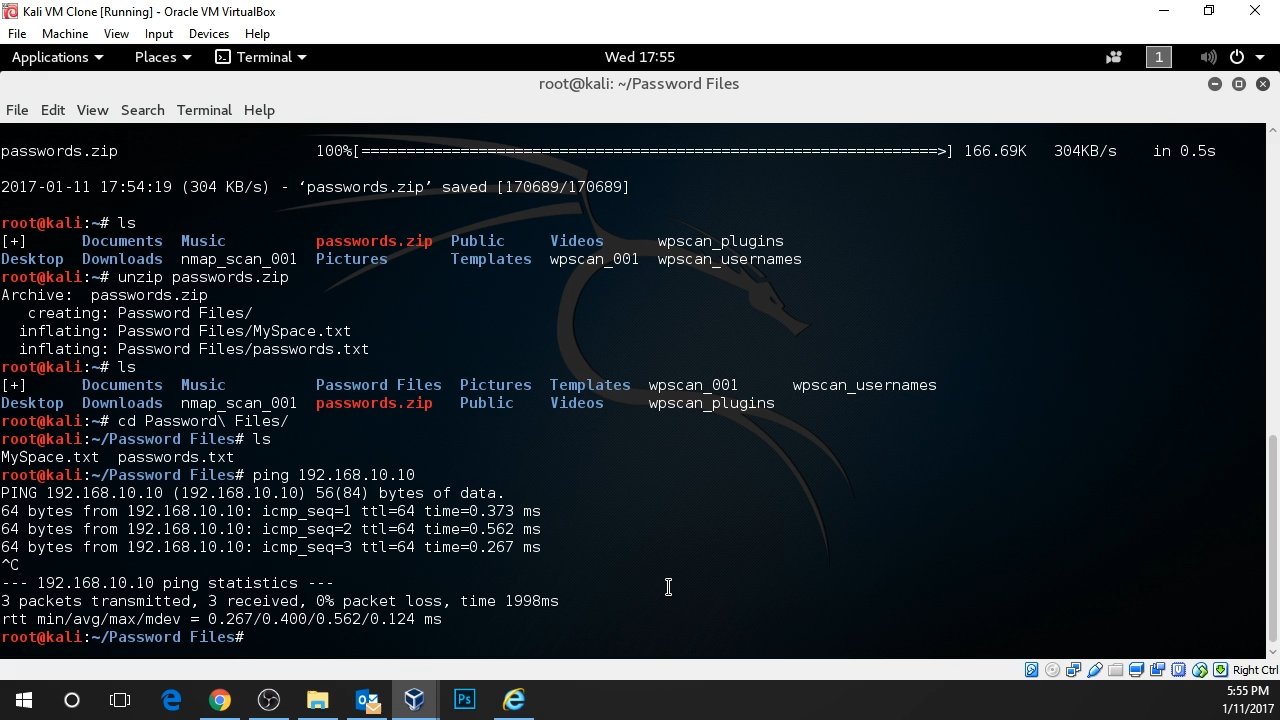 Kali VM Clone [Running] - Oracle VM VirtualBox
File Machine View Input Devices Help
Applications Places Terminal Wed 17:55 1
root@kali: ~/Password Files
File Edit View Search Terminal Help
passwords.zip 100%[================================================================>] 166.69K 304KB/s in 0.5s
2017-01-11 17:54:19 (304 KB/s) - ‘passwords.zip’ saved [170689/170689]
root@kali:~# ls
[+] Documents Music passwords.zip Public Videos wpscan_plugins
Desktop Downloads nmap_scan_001 Pictures Templates wpscan_001 wpscan_usernames
root@kali:~# unzip passwords.zip
Archive: passwords.zip
creating: Password Files/
inflating: Password Files/MySpace.txt
inflating: Password Files/passwords.txt
root@kali:~# ls
[+] Documents Music Password Files Pictures Templates wpscan_001 wpscan_usernames
Desktop Downloads nmap_scan_001 passwords.zip Public Videos wpscan_plugins
root@kali:~# cd Password\ Files/
root@kali:~/Password Files# ls
MySpace.txt passwords.txt
root@kali:~/Password Files# ping 192.168.10.10
PING 192.168.10.10 (192.168.10.10) 56(84) bytes of data.
64 bytes from 192.168.10.10: icmp_seq=1 ttl=64 time=0.373 ms
64 bytes from 192.168.10.10: icmp_seq=2 ttl=64 time=0.562 ms
64 bytes from 192.168.10.10: icmp_seq=3 ttl=64 time=0.267 ms
^C
--- 192.168.10.10 ping statistics ---
3 packets transmitted, 3 received, 0% packet loss, time 1998ms
rtt min/avg/max/mdev = 0.267/0.400/0.562/0.124 ms
root@kali:~/Password Files#
Right Ctrl
Ps
5:55 PM
1/11/2017